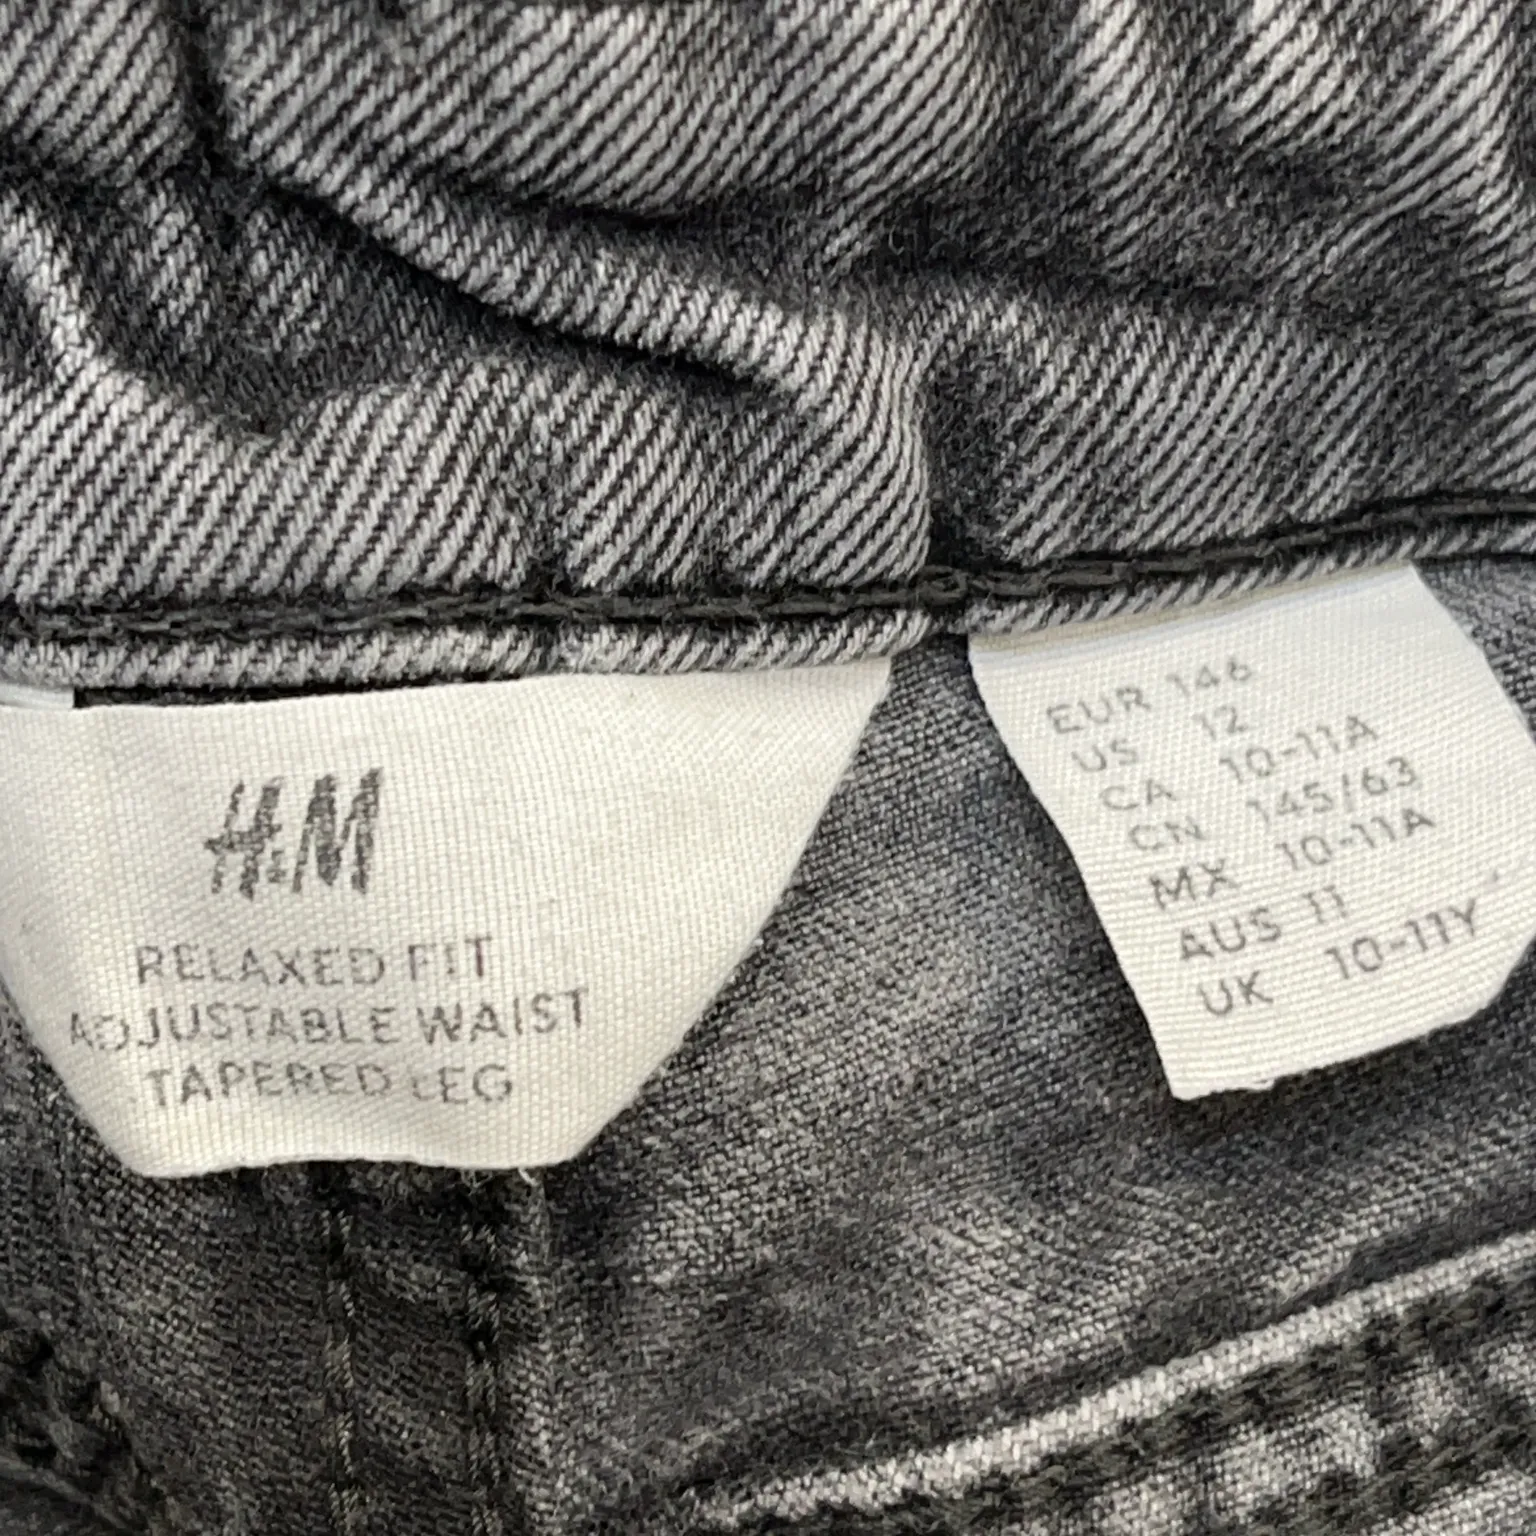 H&M
RELAXED FIT
ADJUSTABLE WAIST
TAPERED LEG
EUR 146
US 12
CA 10-11A
CN 145/63
MX 10-11A
AUS 11
UK 10-11Y